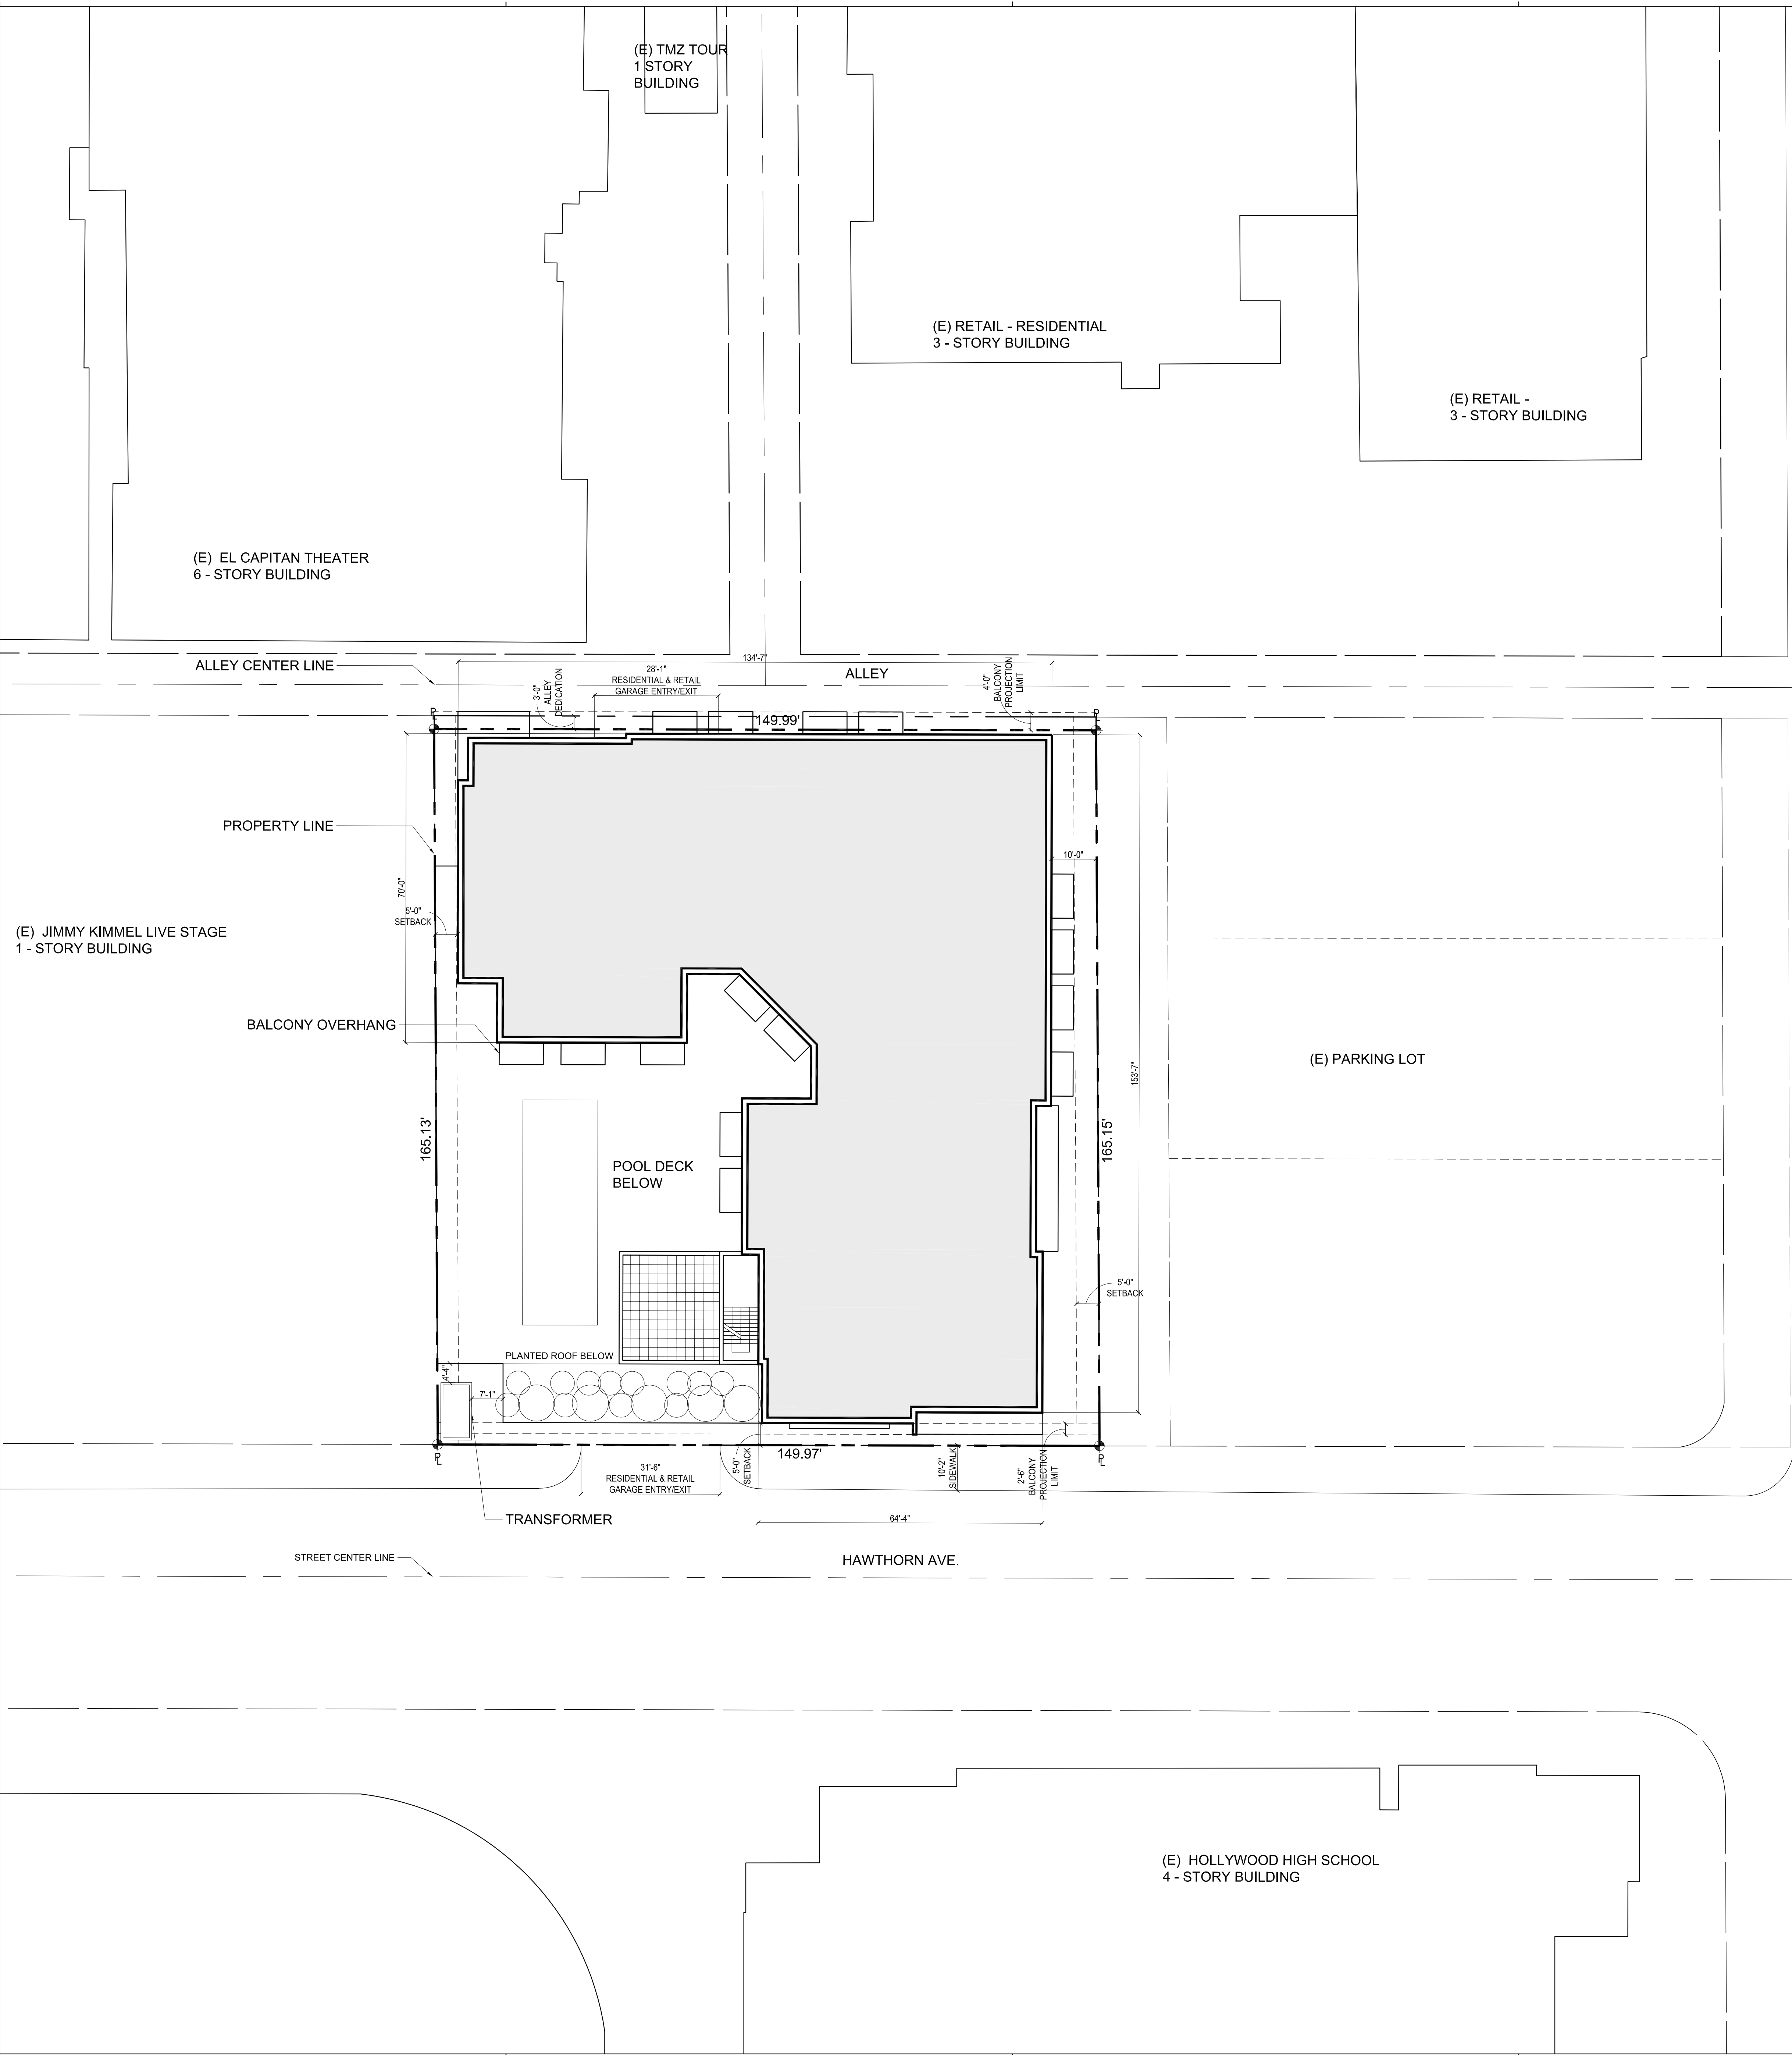 (E) TMZ TOUR
1 STORY
BUILDING
(E) RETAIL - RESIDENTIAL
3 - STORY BUILDING
(E) RETAIL -
3 - STORY BUILDING
(E) EL CAPITAN THEATER
6 - STORY BUILDING
ALLEY CENTER LINE
134'-7"
ALLEY
28'-1"
RESIDENTIAL & RETAIL
GARAGE ENTRY/EXIT
3'-0"
ALLEY
DEDICATION
4'-0"
BALCONY
PROJECTION
LIMIT
PL
149.99'
PL
PROPERTY LINE
10'-0"
70'-0"
5'-0"
SETBACK
(E) JIMMY KIMMEL LIVE STAGE
1 - STORY BUILDING
BALCONY OVERHANG
(E) PARKING LOT
153'-7"
165.13'
165.15'
POOL DECK
BELOW
5'-0"
SETBACK
PLANTED ROOF BELOW
4'-4"
7'-1"
PL
149.97'
PL
31'-6"
RESIDENTIAL & RETAIL
GARAGE ENTRY/EXIT
5'-0"
SETBACK
10'-2"
SIDEWALK
2'-6"
BALCONY
PROJECTION
LIMIT
TRANSFORMER
64'-4"
STREET CENTER LINE
HAWTHORN AVE.
(E) HOLLYWOOD HIGH SCHOOL
4 - STORY BUILDING